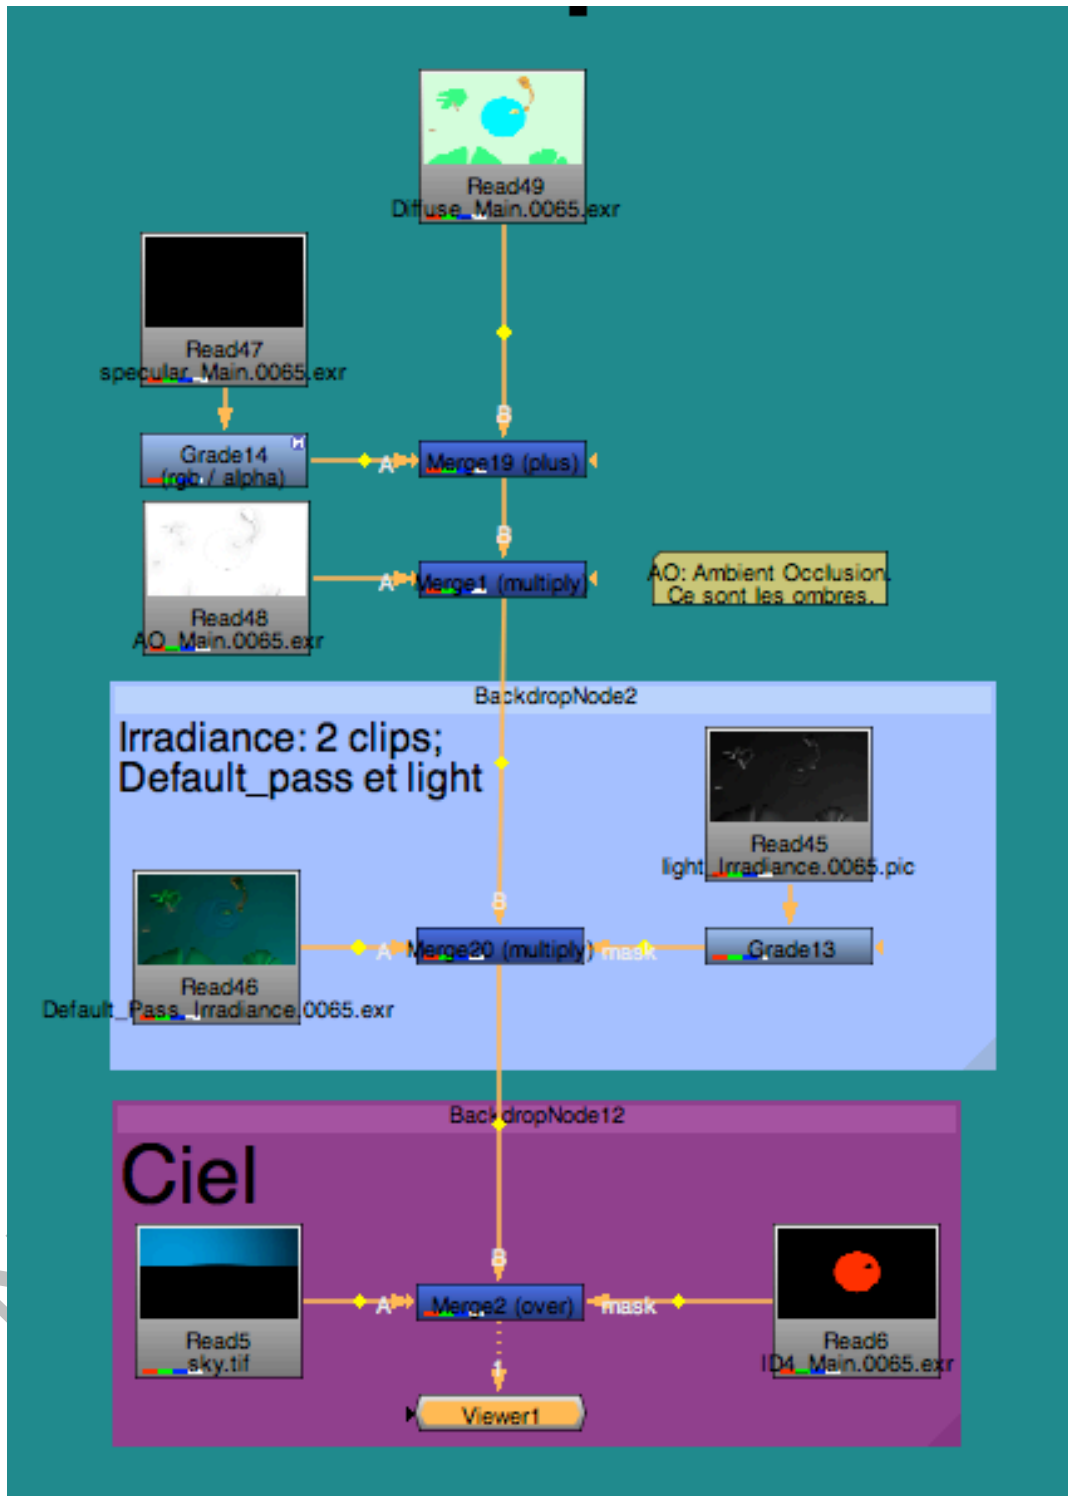 Read49
Diffuse_Main.0065.exr
Read47
specular_Main.0065.exr
Grade14
(rgb / alpha)
A
B
Merge19 (plus)
Read48
AO_Main.0065.exr
A
B
Merge1 (multiply)
AO: Ambient Occlusion.
Ce sont les ombres.
BackdropNode2
Irradiance: 2 clips;
Default_pass et light
Read45
light_Irradiance.0065.pic
Grade13
Read46
Default_Pass_Irradiance.0065.exr
A
B
Merge20 (multiply)
mask
BackdropNode12
Ciel
Read5
sky.tif
A
B
Merge2 (over)
mask
Read6
ID4_Main.0065.exr
1
Viewer1